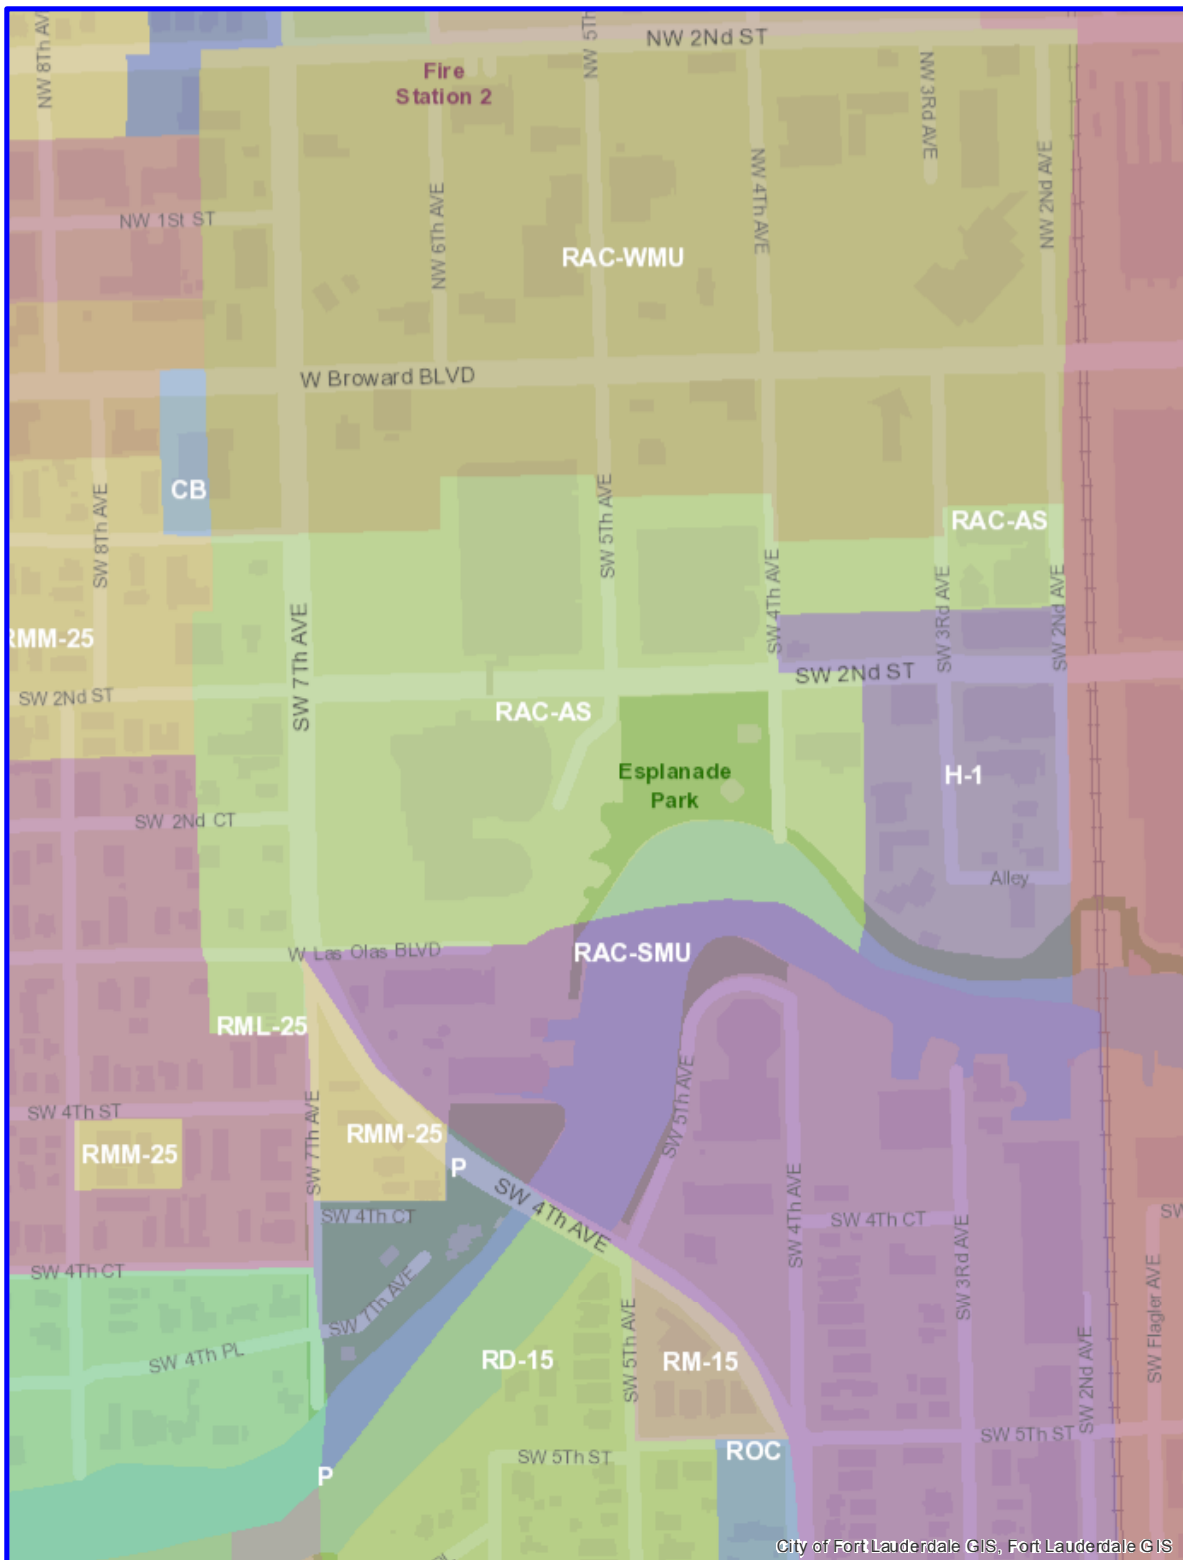 NW 8Th AV
NW 5Th
NW 2Nd ST
Fire
Station 2
NW 3Rd AVE
NW 4Th AVE
NW 2Nd AVE
NW 6Th AVE
NW 1St ST
RAC-WMU
W Broward BLVD
CB
SW 8Th AVE
SW 5Th AVE
RAC-AS
SW 4Th AVE
SW 3Rd AVE
SW 2Nd AVE
RMM-25
SW 7Th AVE
SW 2Nd ST
SW 2Nd ST
RAC-AS
Esplanade
Park
H-1
SW 2Nd CT
Alley
W Las Olas BLVD
RAC-SMU
RML-25
SW 5Th AVE
SW 4Th ST
SW 7Th AVE
RMM-25
RMM-25
P
SW 4Th AVE
SW 4Th AVE
SW 4Th CT
SW 4Th CT
SW
SW 3Rd AVE
SW 4Th CT
SW 7Th AVE
SW 4Th PL
RD-15
SW 5Th AVE
RM-15
SW Flagler AVE
SW 2Nd AVE
SW 5Th ST
ROC
SW 5Th ST
P
PL
City of Fort Lauderdale GIS, Fort Lauderdale GIS